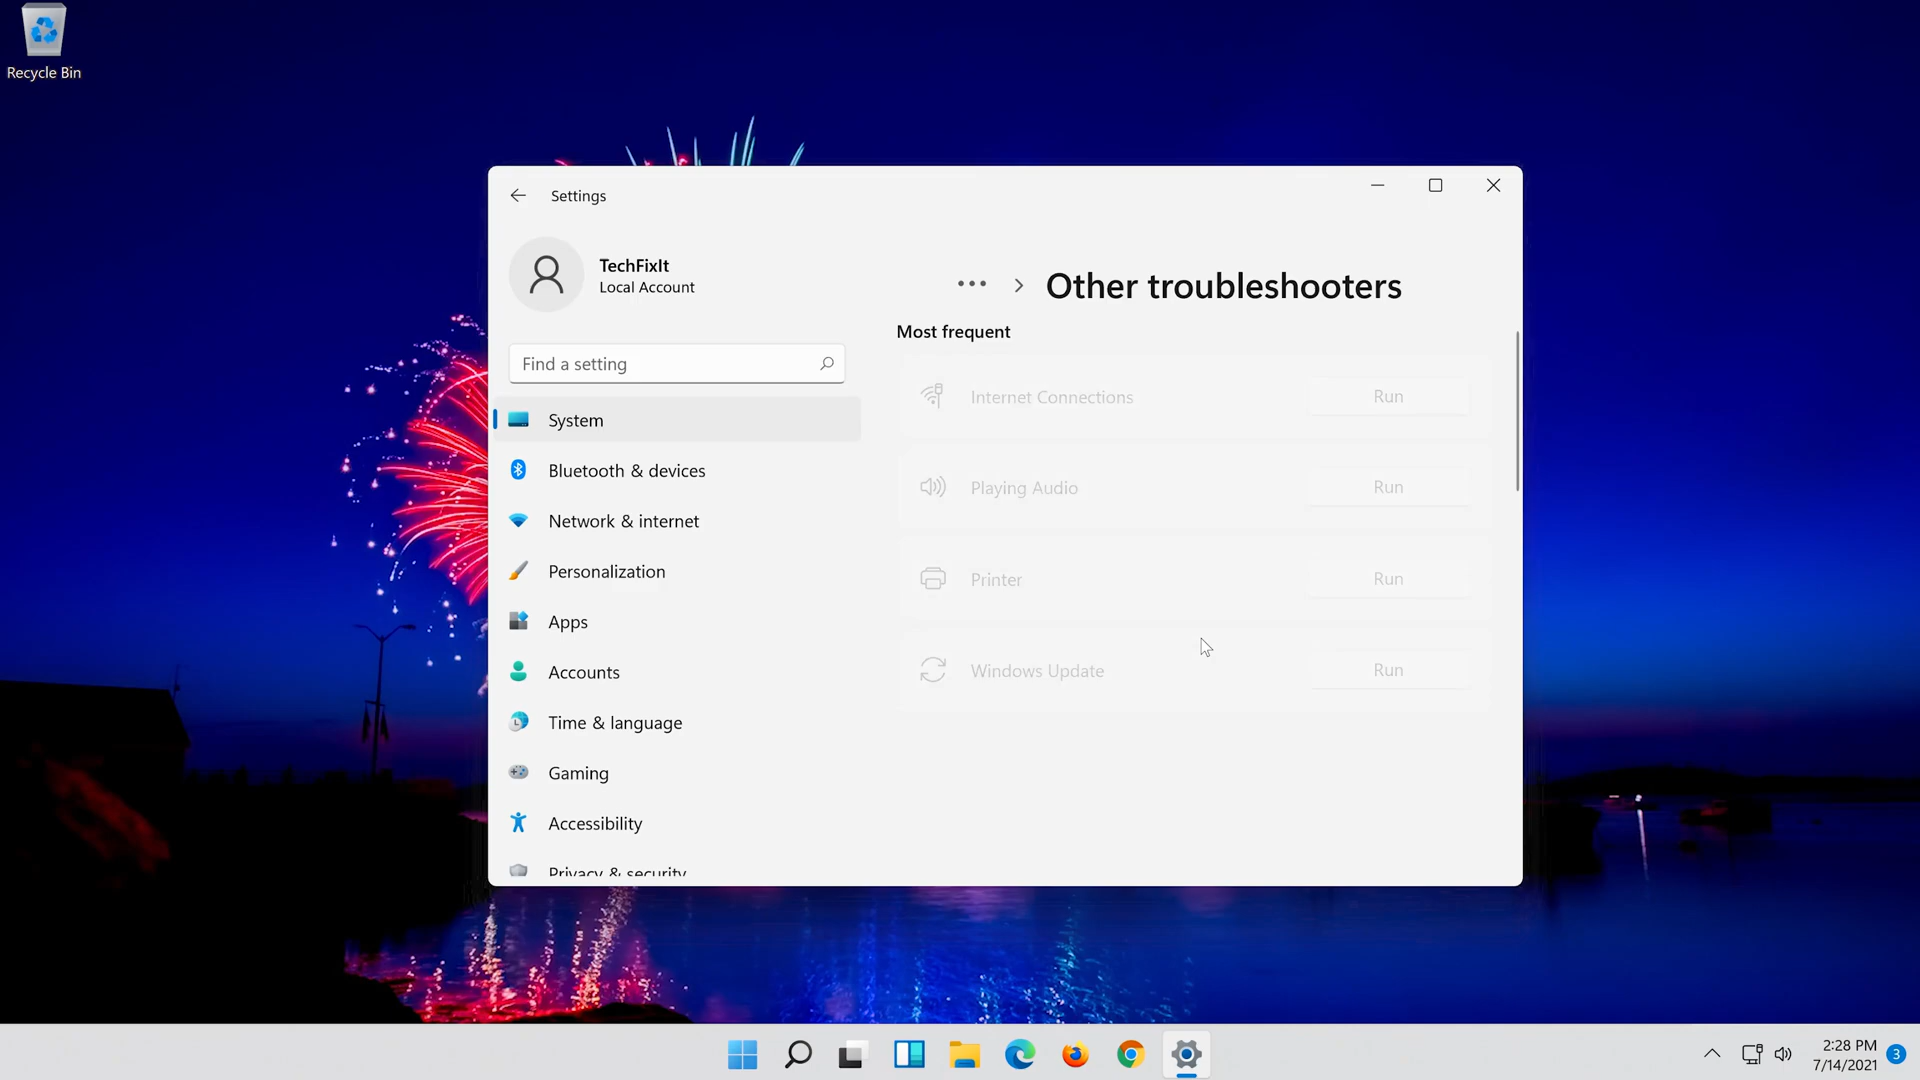 Recycle Bin
Settings
TechFixIt
Local Account
Find a setting
System
Bluetooth & devices
Network & internet
Personalization
Apps
Accounts
Time & language
Gaming
Accessibility
Privacy & security
Other troubleshooters
Most frequent
Internet Connections Run
Playing Audio Run
Printer Run
Windows Update Run
2:28 PM
7/14/2021
3